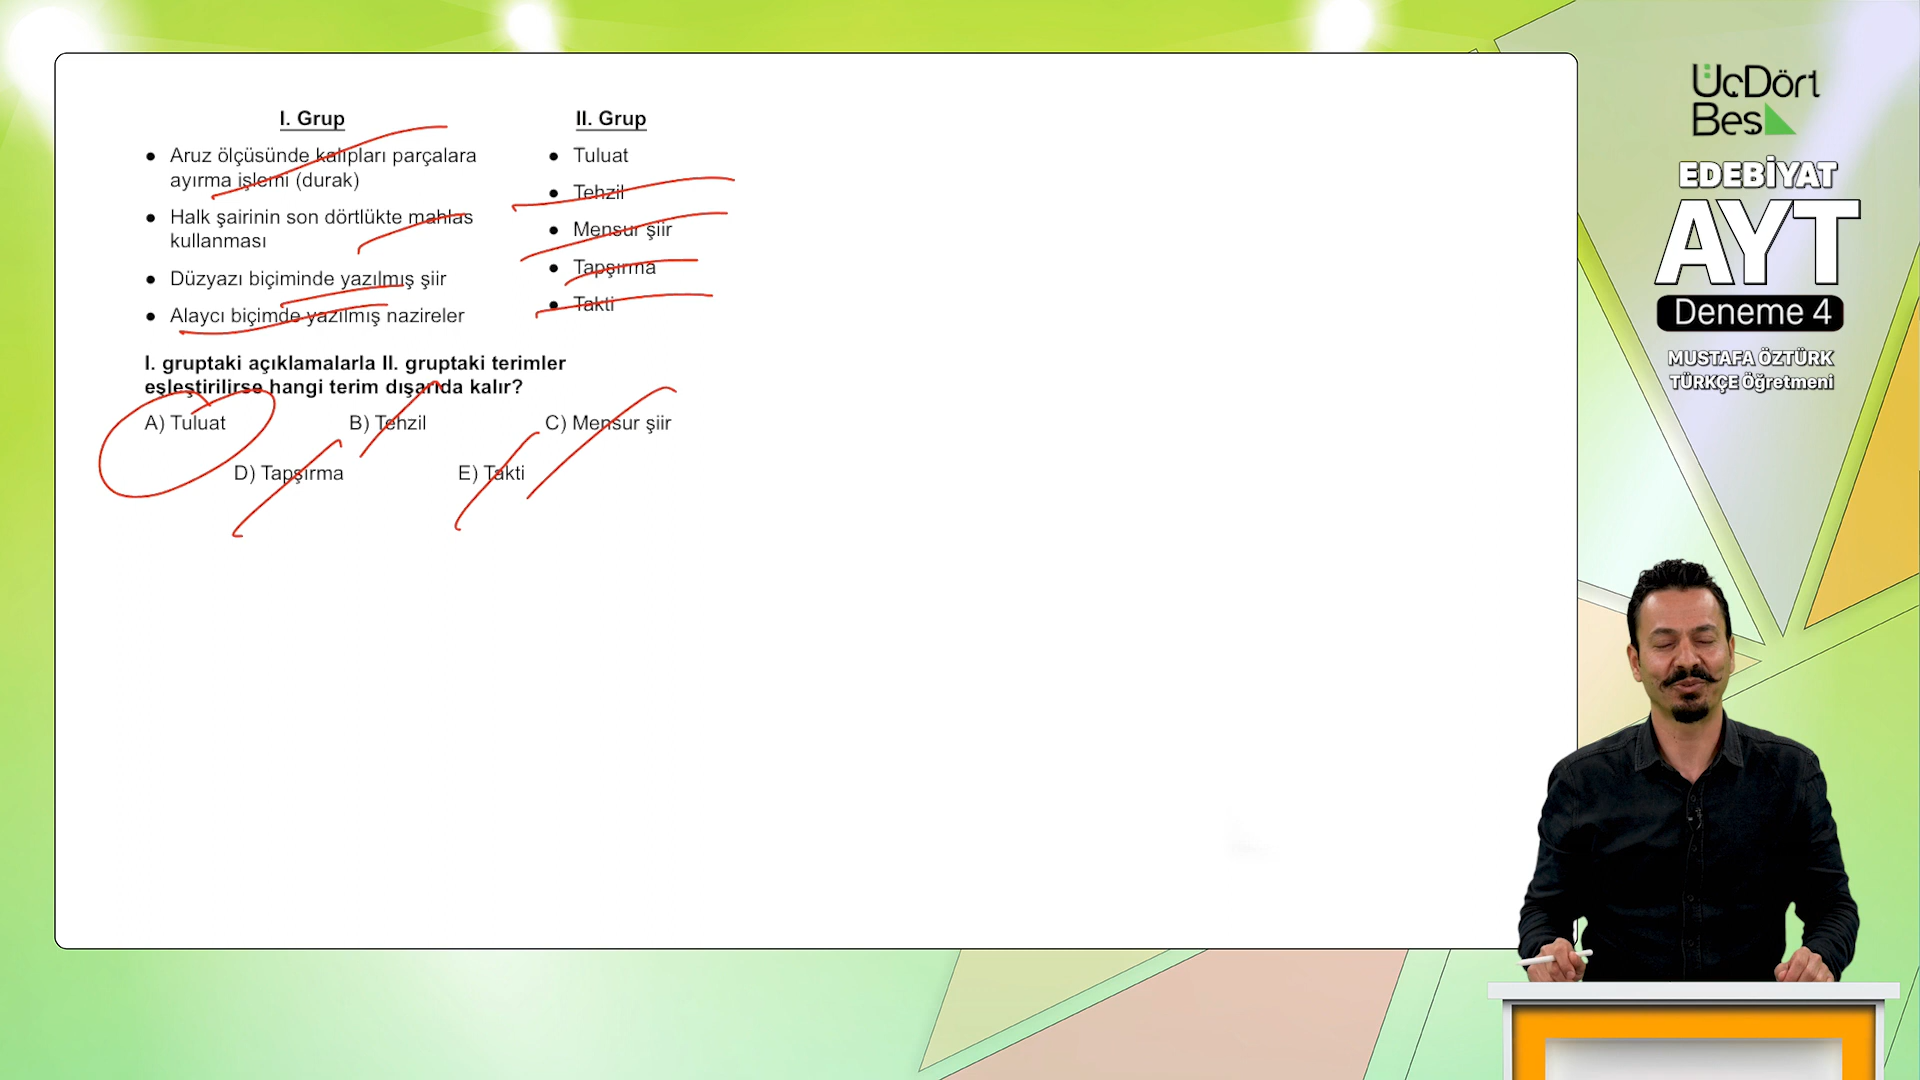 I. Grup
II. Grup
● Aruz ölçüsünde kalıpları parçalara
ayırma işlemi (durak)
● Halk şairinin son dörtlükte mahlas
kullanması
● Düzyazı biçiminde yazılmış şiir
● Alaycı biçimde yazılmış nazireler
● Tuluat
● Tehzil
● Mensur şiir
● Tapşırma
● Takti
I. gruptaki açıklamalarla II. gruptaki terimler
eşleştirilirse hangi terim dışarıda kalır?
A) Tuluat B) Tehzil C) Mensur şiir
D) Tapşırma E) Takti
ÜçDört
Beş
EDEBİYAT
AYT
Deneme 4
MUSTAFA ÖZTÜRK
TÜRKÇE Öğretmeni